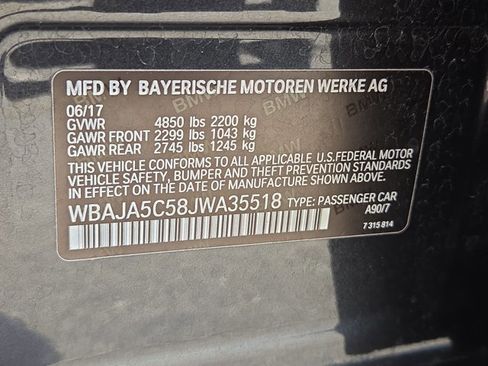 MFD BY BAYERISCHE MOTOREN WERKE AG
06/17
GVWR 4850 lbs 2200 kg
GAWR FRONT 2299 lbs 1043 kg
GAWR REAR 2745 lbs 1245 kg
THIS VEHICLE CONFORMS TO ALL APPLICABLE U.S.FEDERAL MOTOR
VEHICLE SAFETY, BUMPER AND THEFT PREVENTION STANDARDS
IN EFFECT ON THE DATE OF MANUFACTURE SHOWN ABOVE.
WBAJA5C58JWA35518 TYPE: PASSENGER CAR
A90/7
7 315 814